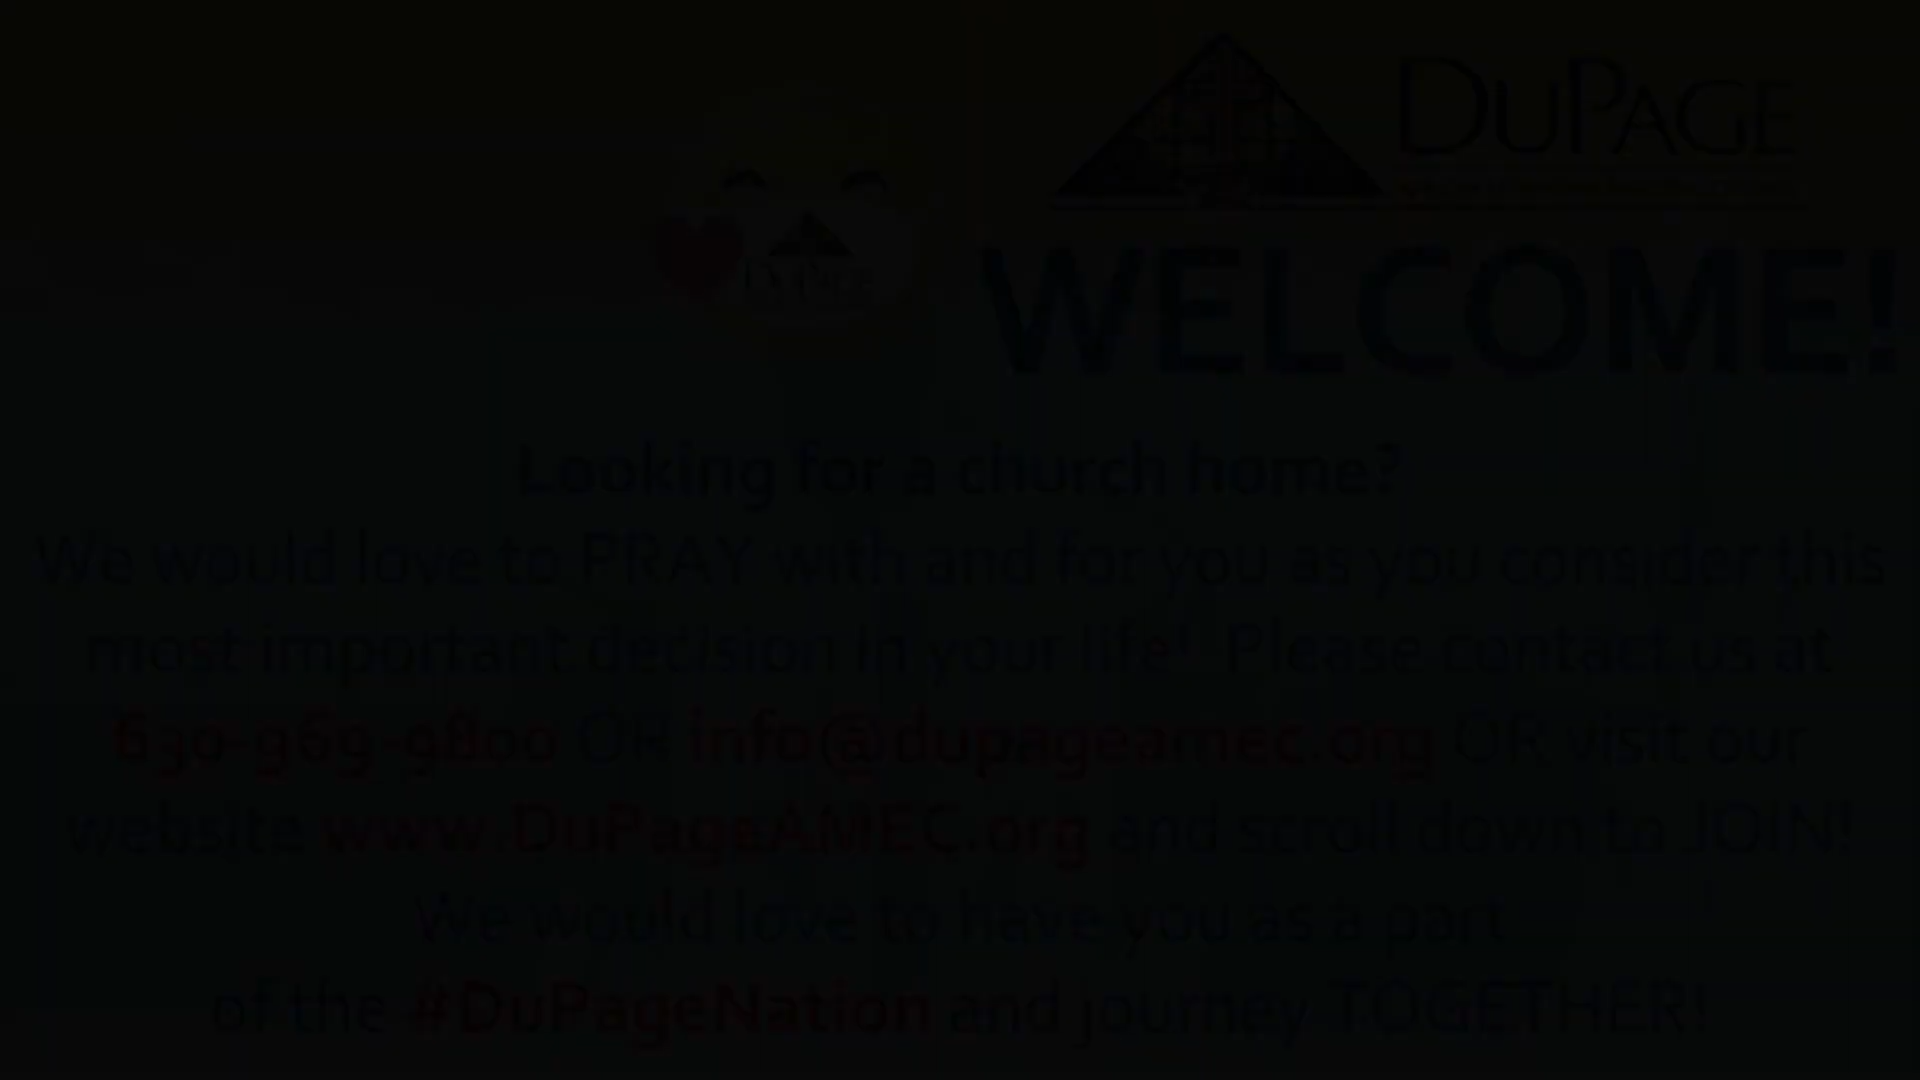 DUPAGE
WELCOME!
Looking for a church home?
We would love to PRAY with and for you as you consider this
most important decision in your life! Please contact us at
630-969-9800 OR info@dupageamec.org OR visit our
website www.DuPageAMEC.org and scroll down to JOIN!
We would love to have you as a part
of the #DuPageNation and journey TOGETHER!